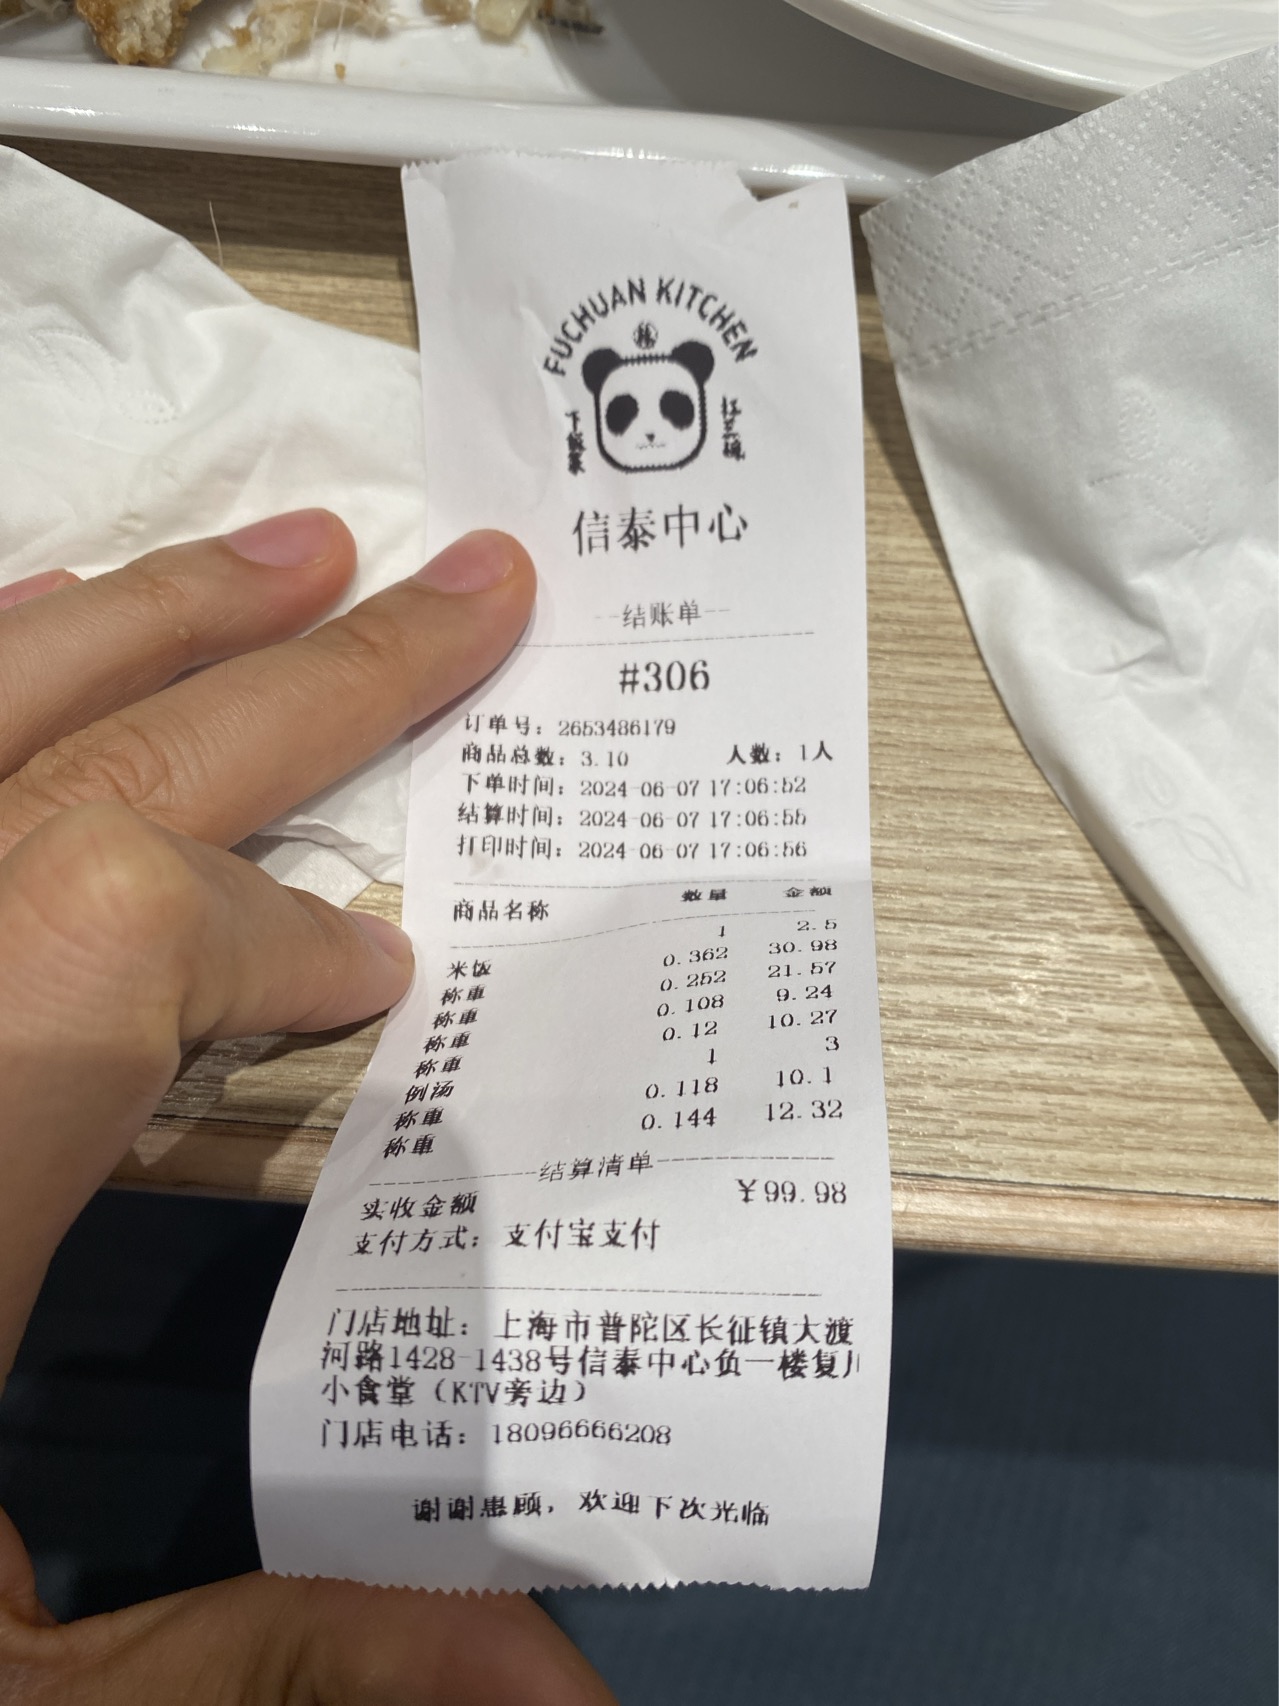 FUCHUAN KITCHEN
信泰中心
--结账单--
#306
订单号：2653486179
商品总数：3.10 人数：1人
下单时间：2024-06-07 17:06:52
结算时间：2024-06-07 17:06:55
打印时间：2024-06-07 17:06:56
商品名称 数量 金额
米饭 1 2.5
称重 0.362 30.98
称重 0.252 21.57
称重 0.108 9.24
称重 0.12 10.27
例汤 1 3
称重 0.118 10.1
称重 0.144 12.32
结算清单
实收金额 ￥99.98
支付方式：支付宝支付
门店地址：上海市普陀区长征镇大渡
河路1428-1438号信泰中心负一楼复川
小食堂（KTV旁边）
门店电话：18096666208
谢谢惠顾，欢迎下次光临